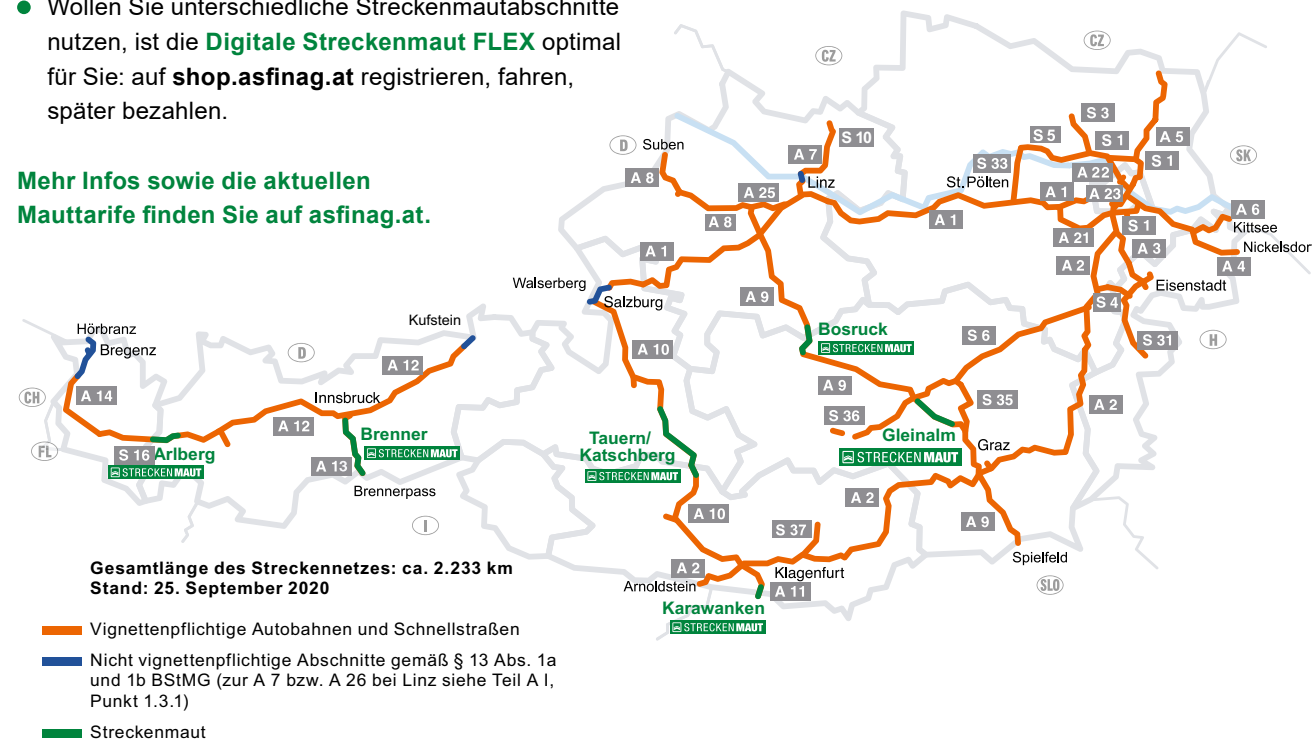 Wollen Sie unterschiedliche Streckenmautabschnitte
nutzen, ist die Digitale Streckenmaut FLEX optimal
für Sie: auf shop.asfinag.at registrieren, fahren,
später bezahlen.
Mehr Infos sowie die aktuellen
Mauttarife finden Sie auf asfinag.at.
CZ
CZ
S 3
S 10
S 5
S 1
A 5
D
Suben
A 7
S 33
S 1
SK
A 8
Linz
St.Pölten
A 22
A 25
A 1
A 23
A 6
A 8
A 1
S 1
Kittsee
A 21
A 3
Nickelsdor
A 1
A 2
A 4
Walserberg
Eisenstadt
Salzburg
A 9
S 4
Kufstein
Hörbranz
Bosruck
S 6
Bregenz
D
A 10
STRECKENMAUT
S 31
H
A 12
CH
A 14
Innsbruck
A 9
S 35
A 2
A 12
S 36
FL
S 16
Arlberg
Brenner
Tauern/
Katschberg
Gleinalm
STRECKENMAUT
STRECKENMAUT
A 13
STRECKENMAUT
STRECKENMAUT
Graz
Brennerpass
A 2
A 10
I
S 37
A 9
Spielfeld
A 2
Klagenfurt
Arnoldstein
A 11
SLO
Karawanken
STRECKENMAUT
Gesamtlänge des Streckennetzes: ca. 2.233 km
Stand: 25. September 2020
Vignettenpflichtige Autobahnen und Schnellstraßen
Nicht vignettenpflichtige Abschnitte gemäß § 13 Abs. 1a
und 1b BStMG (zur A 7 bzw. A 26 bei Linz siehe Teil A I,
Punkt 1.3.1)
Streckenmaut